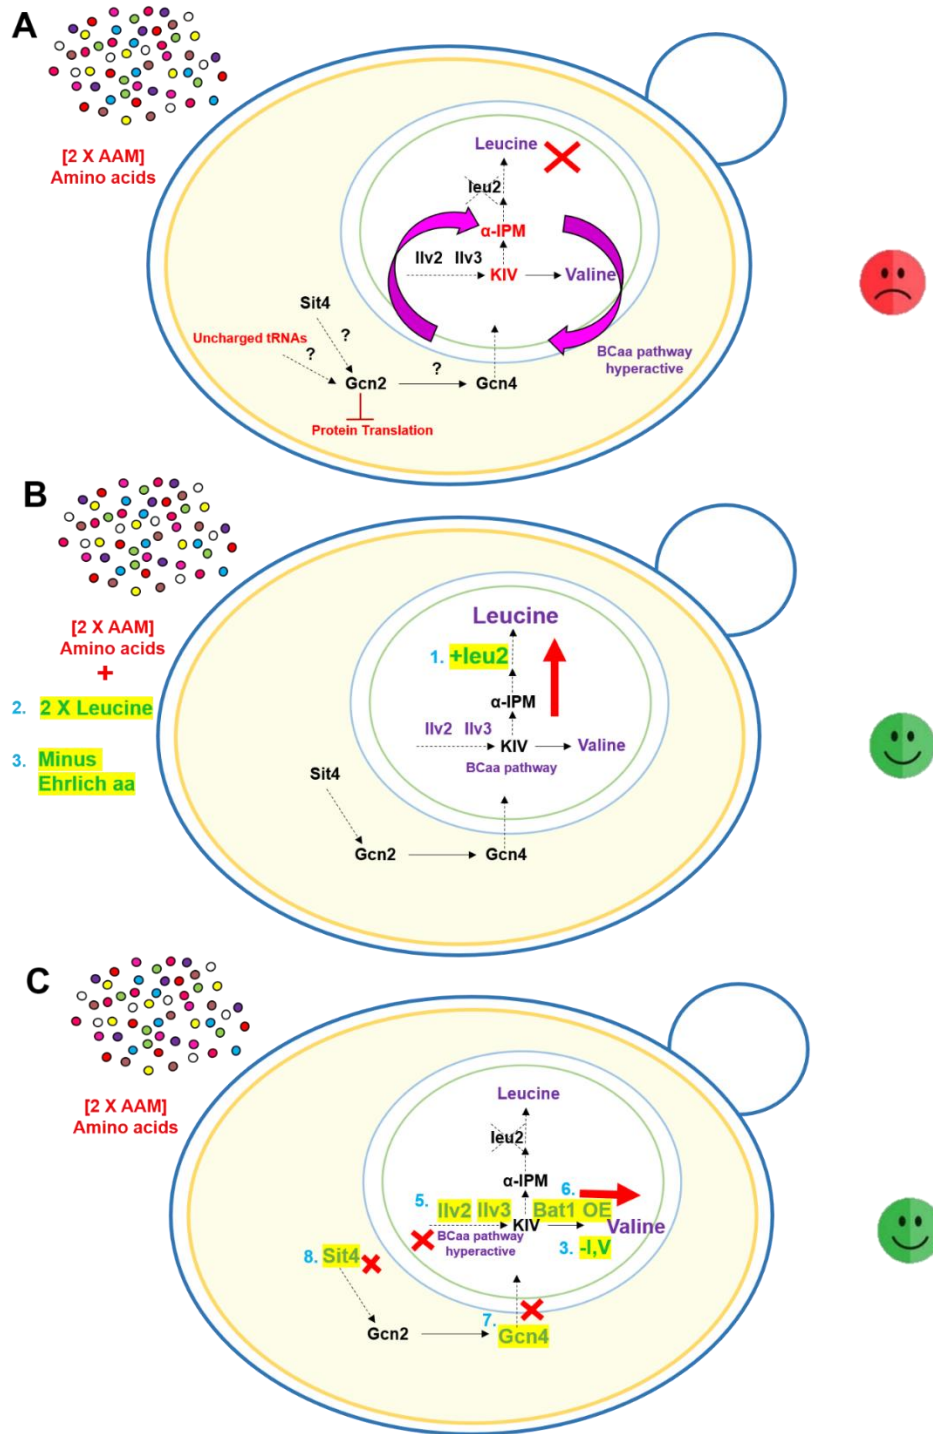 A
[2 X AAM]
Amino acids
Leucine
leu2
α-IPM
Ilv2 Ilv3
KIV
Valine
Sit4
?
Uncharged tRNAs
?
?
BCaa pathway
hyperactive
Gcn2
Gcn4
Protein Translation
B
[2 X AAM]
Amino acids
+
2. 2 X Leucine
3. Minus
Ehrlich aa
Leucine
1. +leu2
α-IPM
Ilv2 Ilv3
KIV
Valine
BCaa pathway
Sit4
Gcn2
Gcn4
C
[2 X AAM]
Amino acids
Leucine
leu2
α-IPM
6.
5. Ilv2 Ilv3
Bat1 OE
KIV
Valine
BCaa pathway
hyperactive
3. -I,V
8. Sit4
7.
Gcn2
Gcn4